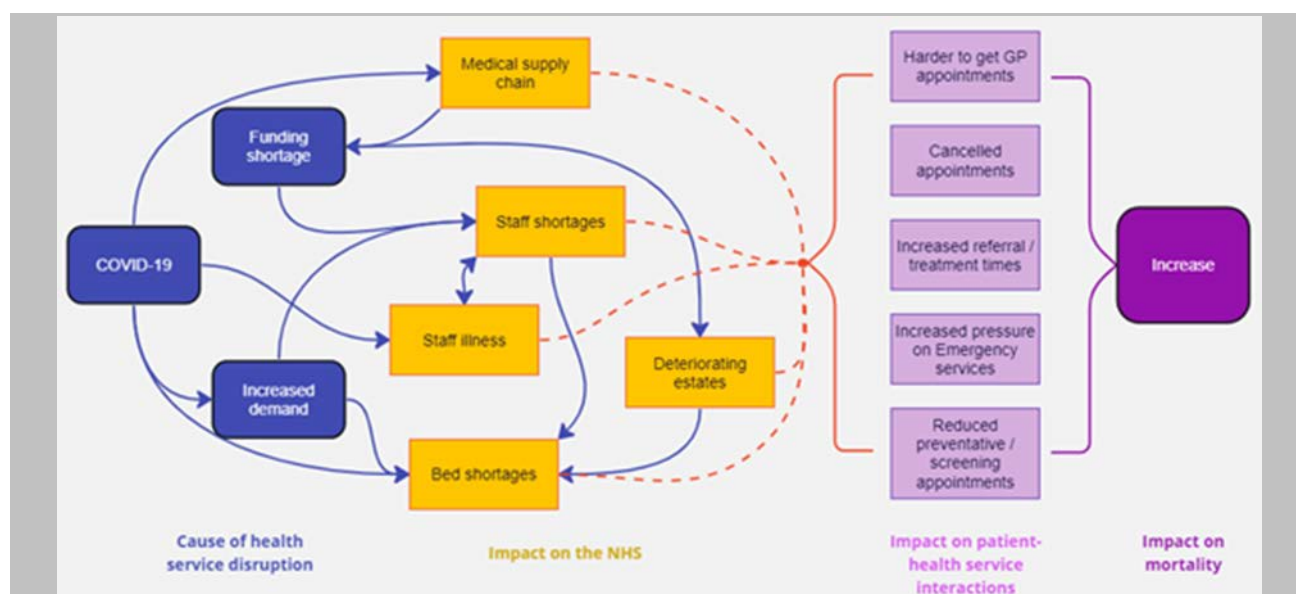 Medical supply
chain
Funding
shortage
Staff shortages
COVID-19
Staff illness
Increased
demand
Deteriorating
estates
Bed shortages
Harder to get GP
appointments
Cancelled
appointments
Increased referral /
treatment times
Increased pressure
on Emergency
services
Reduced
preventative /
screening
appointments
Increase
Cause of health
service disruption
Impact on the NHS
Impact on patient-
health service
interactions
Impact on
mortality